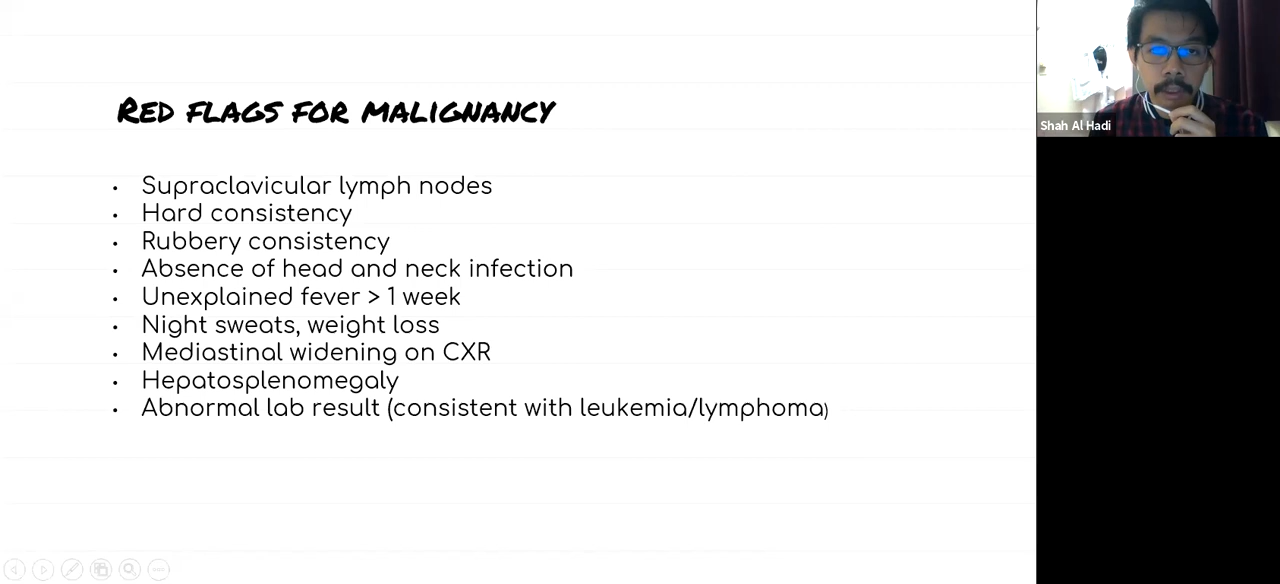 Red flags for malignancy
• Supraclavicular lymph nodes
• Hard consistency
• Rubbery consistency
• Absence of head and neck infection
• Unexplained fever > 1 week
• Night sweats, weight loss
• Mediastinal widening on CXR
• Hepatosplenomegaly
• Abnormal lab result (consistent with leukemia/lymphoma)
Shah Al Hadi